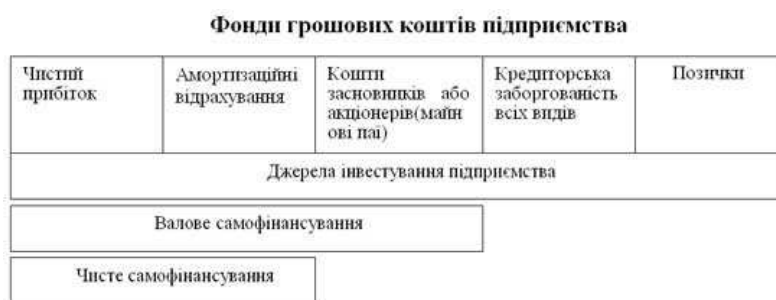 Фонди грошових коштів підприємства
Чистий
прибіток
Амортизаційні
відрахування
Кошти
засновників або
акціонерів(майн
ові паї)
Кредиторська
заборгованість
всіх видів
Позички
Джерела інвестування підприємства
Валове самофінансування
Чисте самофінансування